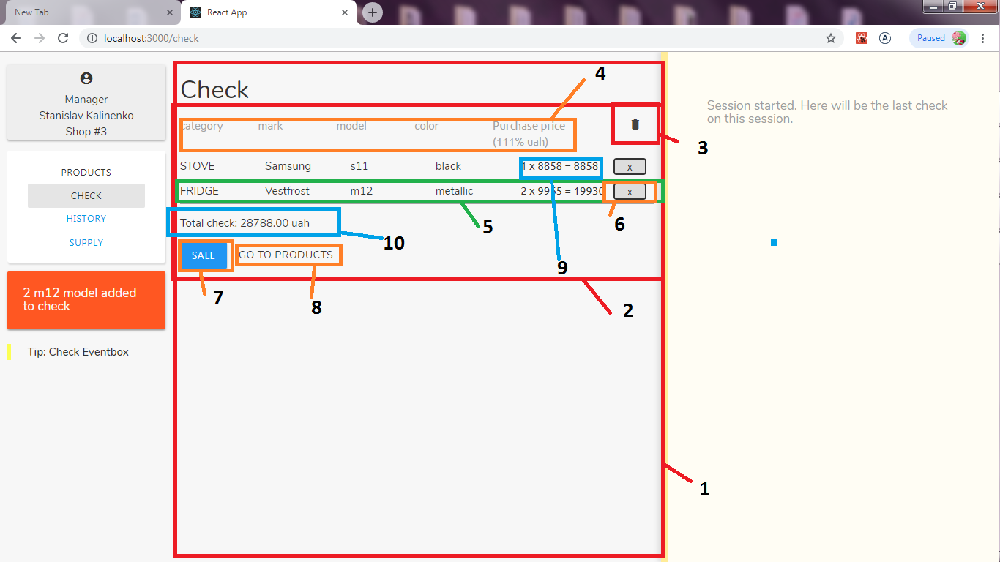 New Tab
React App
localhost:3000/check
Paused
Manager
Stanislav Kalinenko
Shop #3
PRODUCTS
CHECK
HISTORY
SUPPLY
2 m12 model added
to check
Tip: Check Eventbox
Check
category mark model color Purchase price
(111% uah)
STOVE Samsung s11 black 1 x 8858 = 8858 x
FRIDGE Vestfrost m12 metallic 2 x 9965 = 19930 x
Total check: 28788.00 uah
SALE GO TO PRODUCTS
4
3
5
6
10
9
7
8
2
1
Session started. Here will be the last check
on this session.